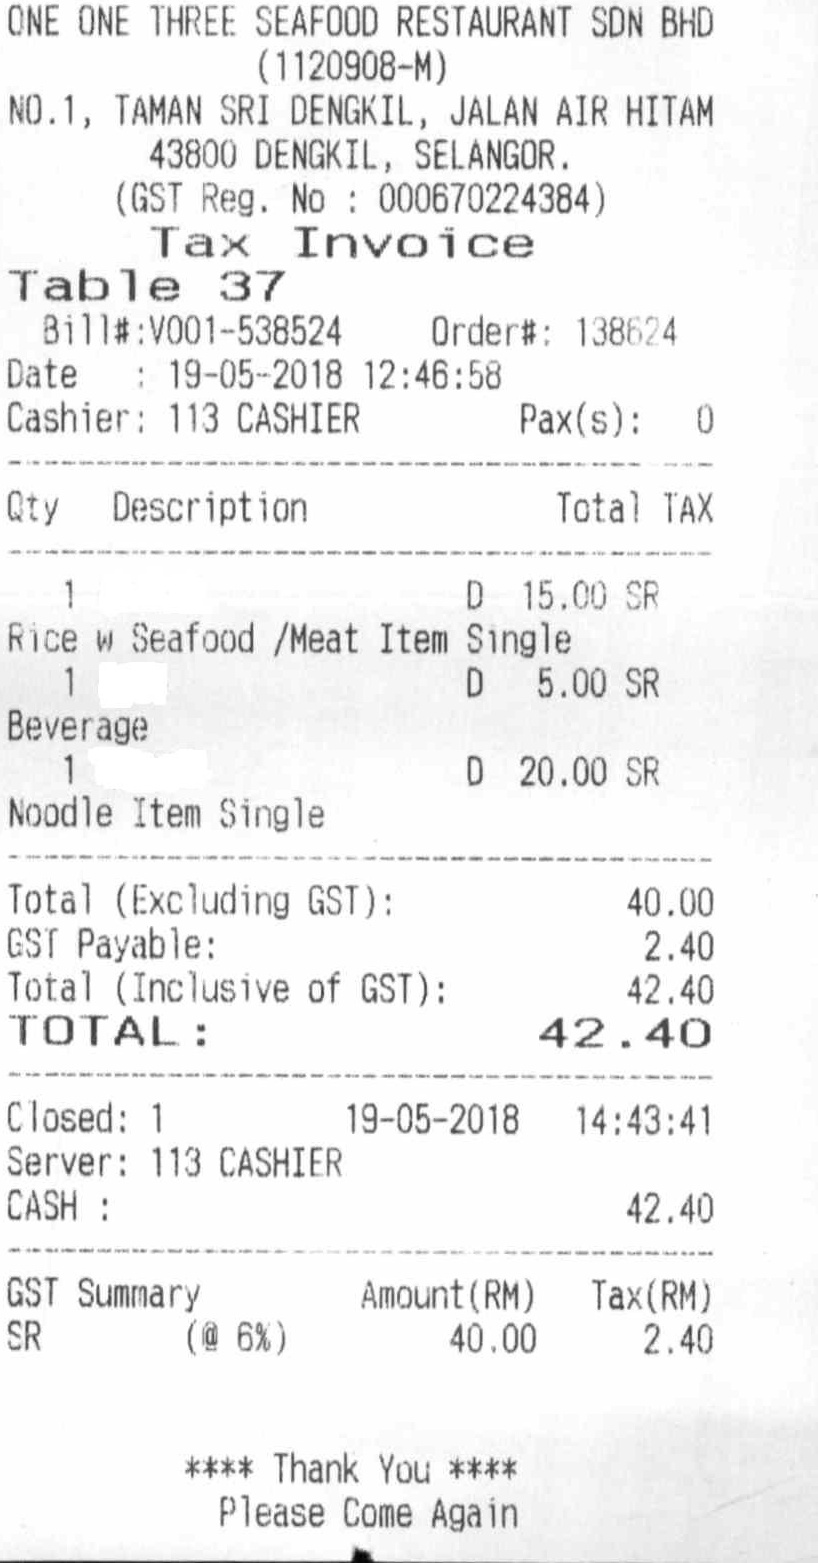 ONE ONE THREE SEAFOOD RESTAURANT SDN BHD
(1120908-M)
NO.1, TAMAN SRI DENGKIL, JALAN AIR HITAM
43800 DENGKIL, SELANGOR.
(GST Reg. No : 000670224384)
Tax Invoice
Table 37
Bill#:V001-538524 Order#: 138624
Date : 19-05-2018 12:46:58
Cashier: 113 CASHIER Pax(s): 0
Qty Description Total TAX
1 D 15.00 SR
Rice w Seafood /Meat Item Single
1 D 5.00 SR
Beverage
1 D 20.00 SR
Noodle Item Single
Total (Excluding GST): 40.00
GST Payable: 2.40
Total (Inclusive of GST): 42.40
TOTAL: 42.40
Closed: 1 19-05-2018 14:43:41
Server: 113 CASHIER
CASH : 42.40
GST Summary Amount(RM) Tax(RM)
SR (@ 6%) 40.00 2.40
**** Thank You ****
Please Come Again